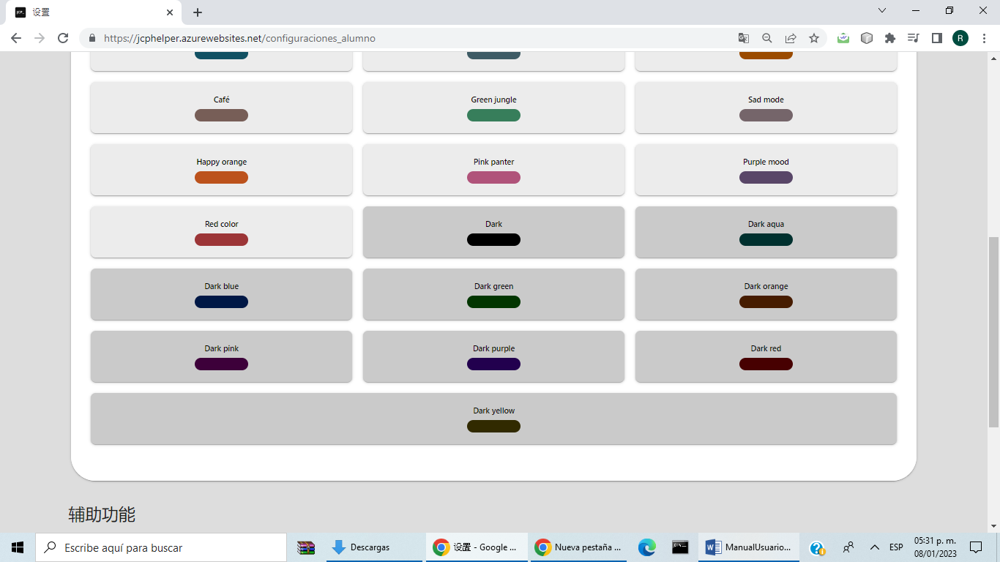 设置
https://jcphelper.azurewebsites.net/configuraciones_alumno
R
Café
Green jungle
Sad mode
Happy orange
Pink panter
Purple mood
Red color
Dark
Dark aqua
Dark blue
Dark green
Dark orange
Dark pink
Dark purple
Dark red
Dark yellow
辅助功能
Escribe aquí para buscar
Descargas
设置 - Google ...
Nueva pestaña ...
ManualUsuario...
ESP
05:31 p. m.
08/01/2023